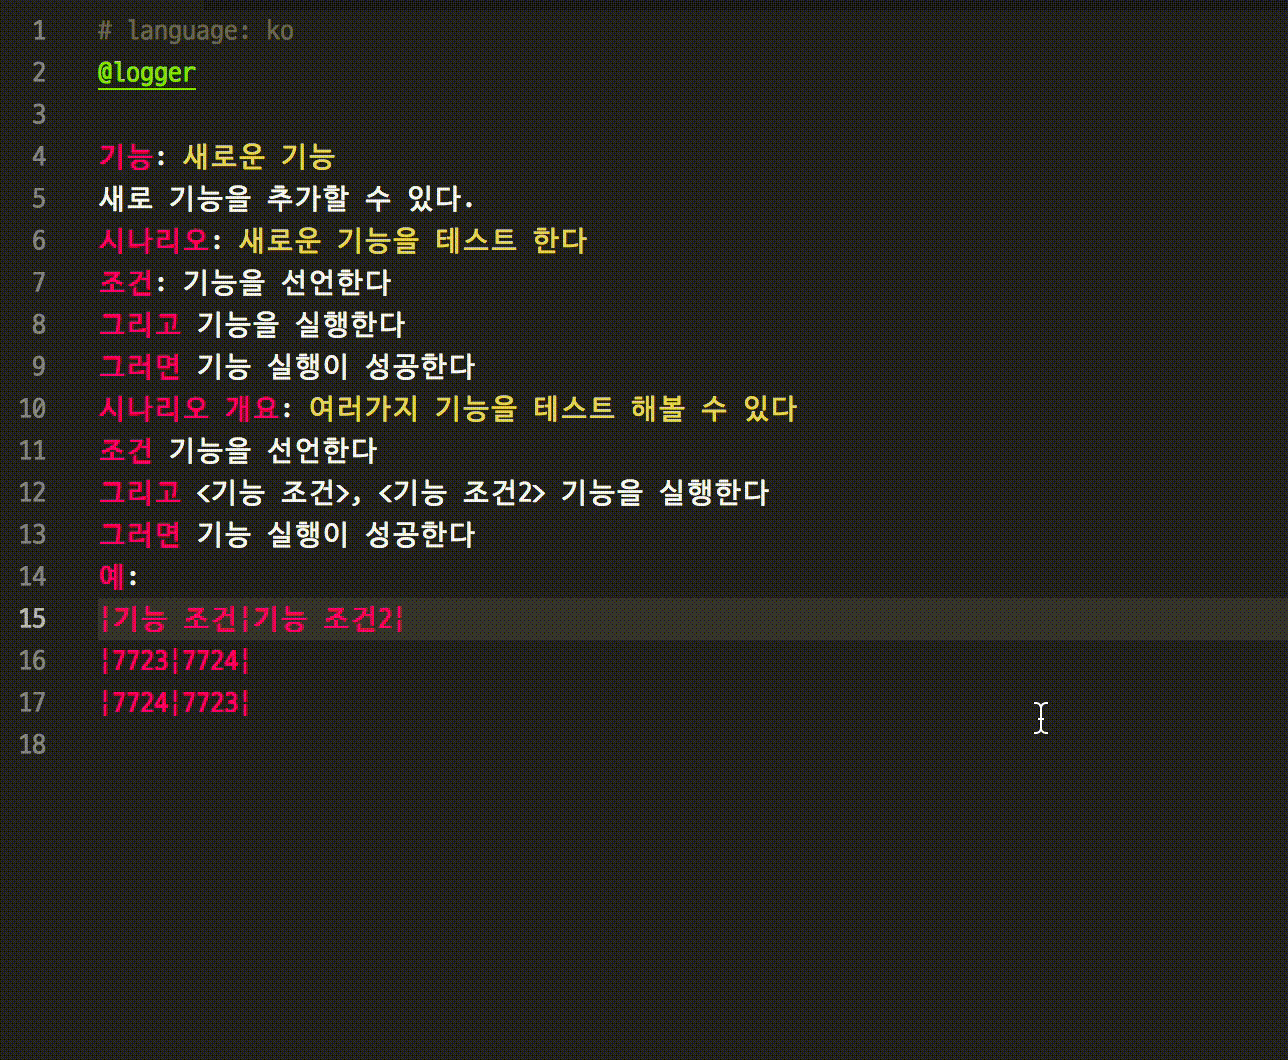 1 # language: ko
2 @logger
3
4 기능: 새로운 기능
5 새로 기능을 추가할 수 있다.
6 시나리오: 새로운 기능을 테스트 한다
7 조건: 기능을 선언한다
8 그리고 기능을 실행한다
9 그러면 기능 실행이 성공한다
10 시나리오 개요: 여러가지 기능을 테스트 해볼 수 있다
11 조건 기능을 선언한다
12 그리고 <기능 조건>, <기능 조건2> 기능을 실행한다
13 그러면 기능 실행이 성공한다
14 예:
15 |기능 조건|기능 조건2|
16 |7723|7724|
17 |7724|7723|
18